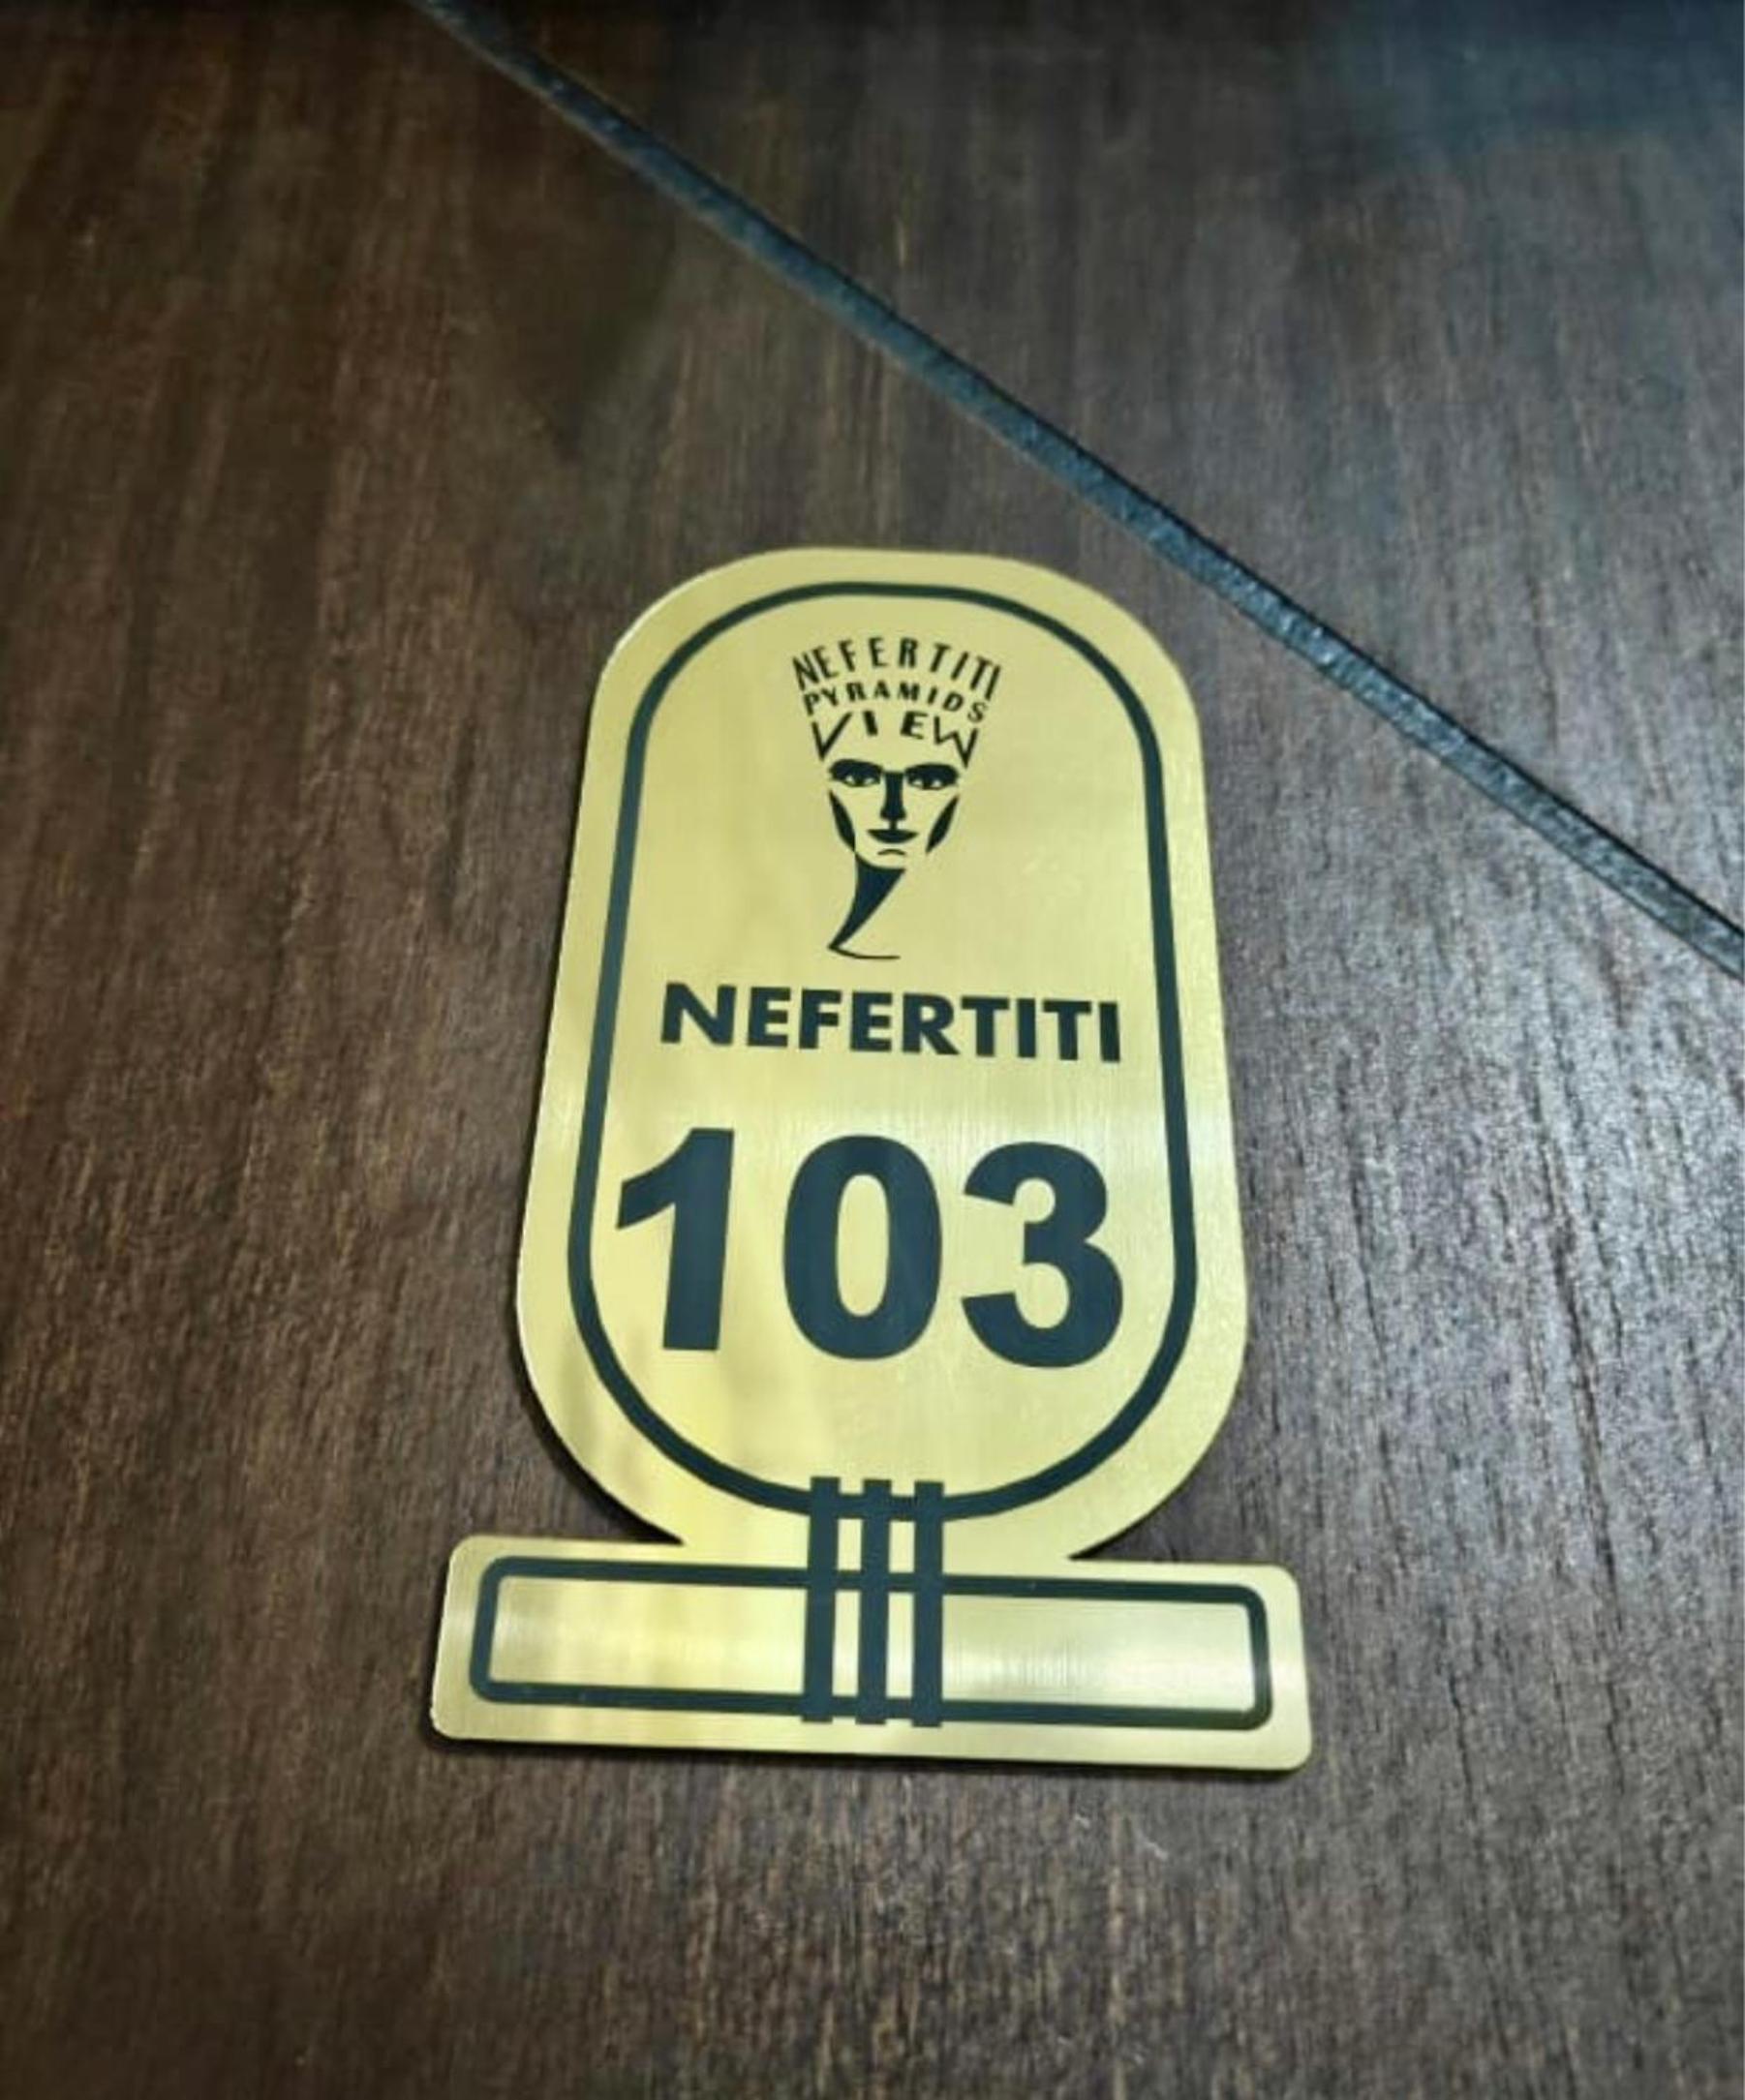 NEFERTITI
PYRAMIDS
VIEW
NEFERTITI
103